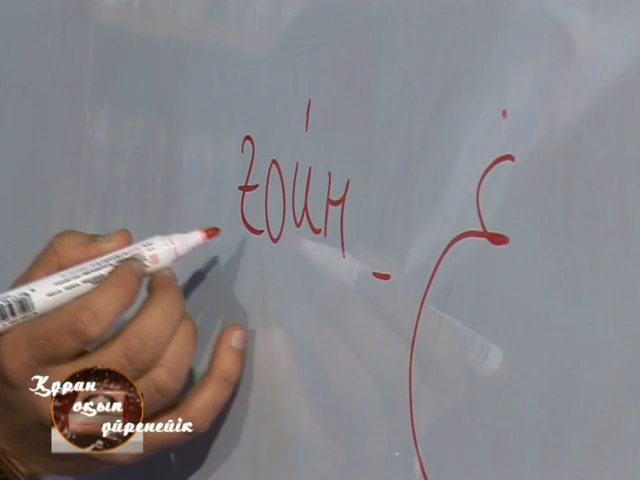 ғойн - غ
Құран
оқып
үйренейік